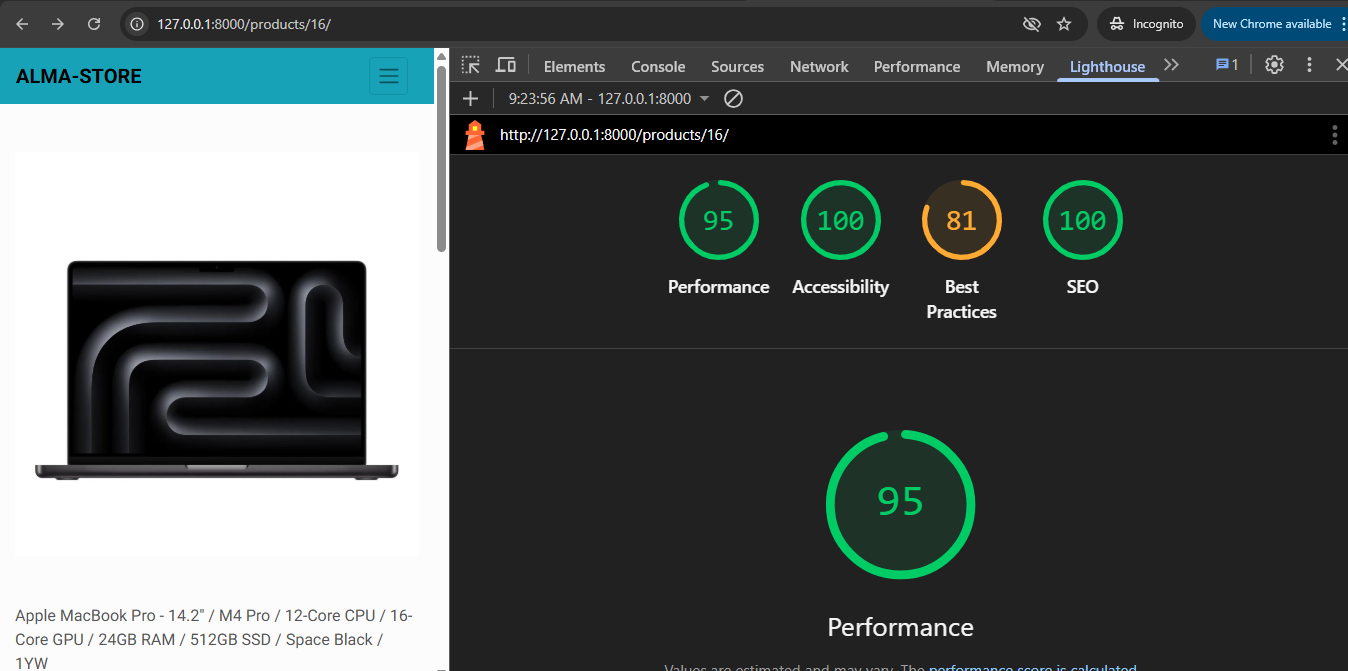 127.0.0.1:8000/products/16/
Incognito
New Chrome available
ALMA-STORE
Elements Console Sources Network Performance Memory Lighthouse
1
9:23:56 AM - 127.0.0.1:8000
http://127.0.0.1:8000/products/16/
95 100 81 100
Performance Accessibility Best SEO
Practices
95
Performance
Values are estimated and may vary. The performance score is calculated
Apple MacBook Pro - 14.2" / M4 Pro / 12-Core CPU / 16-
Core GPU / 24GB RAM / 512GB SSD / Space Black /
1YW